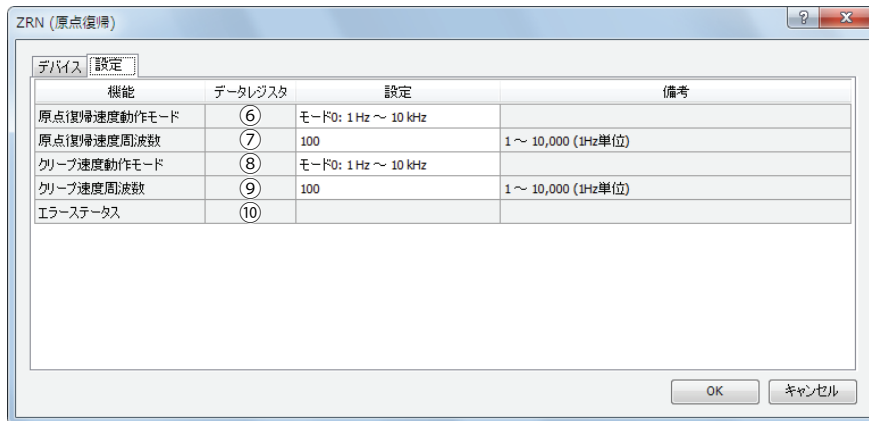 ZRN (原点復帰)
デバイス 設定
機能 データレジスタ 設定 備考
原点復帰速度動作モード ⑥ モード0: 1 Hz ～ 10 kHz
原点復帰速度周波数 ⑦ 100 1 ～ 10,000 (1Hz単位)
クリープ速度動作モード ⑧ モード0: 1 Hz ～ 10 kHz
クリープ速度周波数 ⑨ 100 1 ～ 10,000 (1Hz単位)
エラーステータス ⑩
OK キャンセル